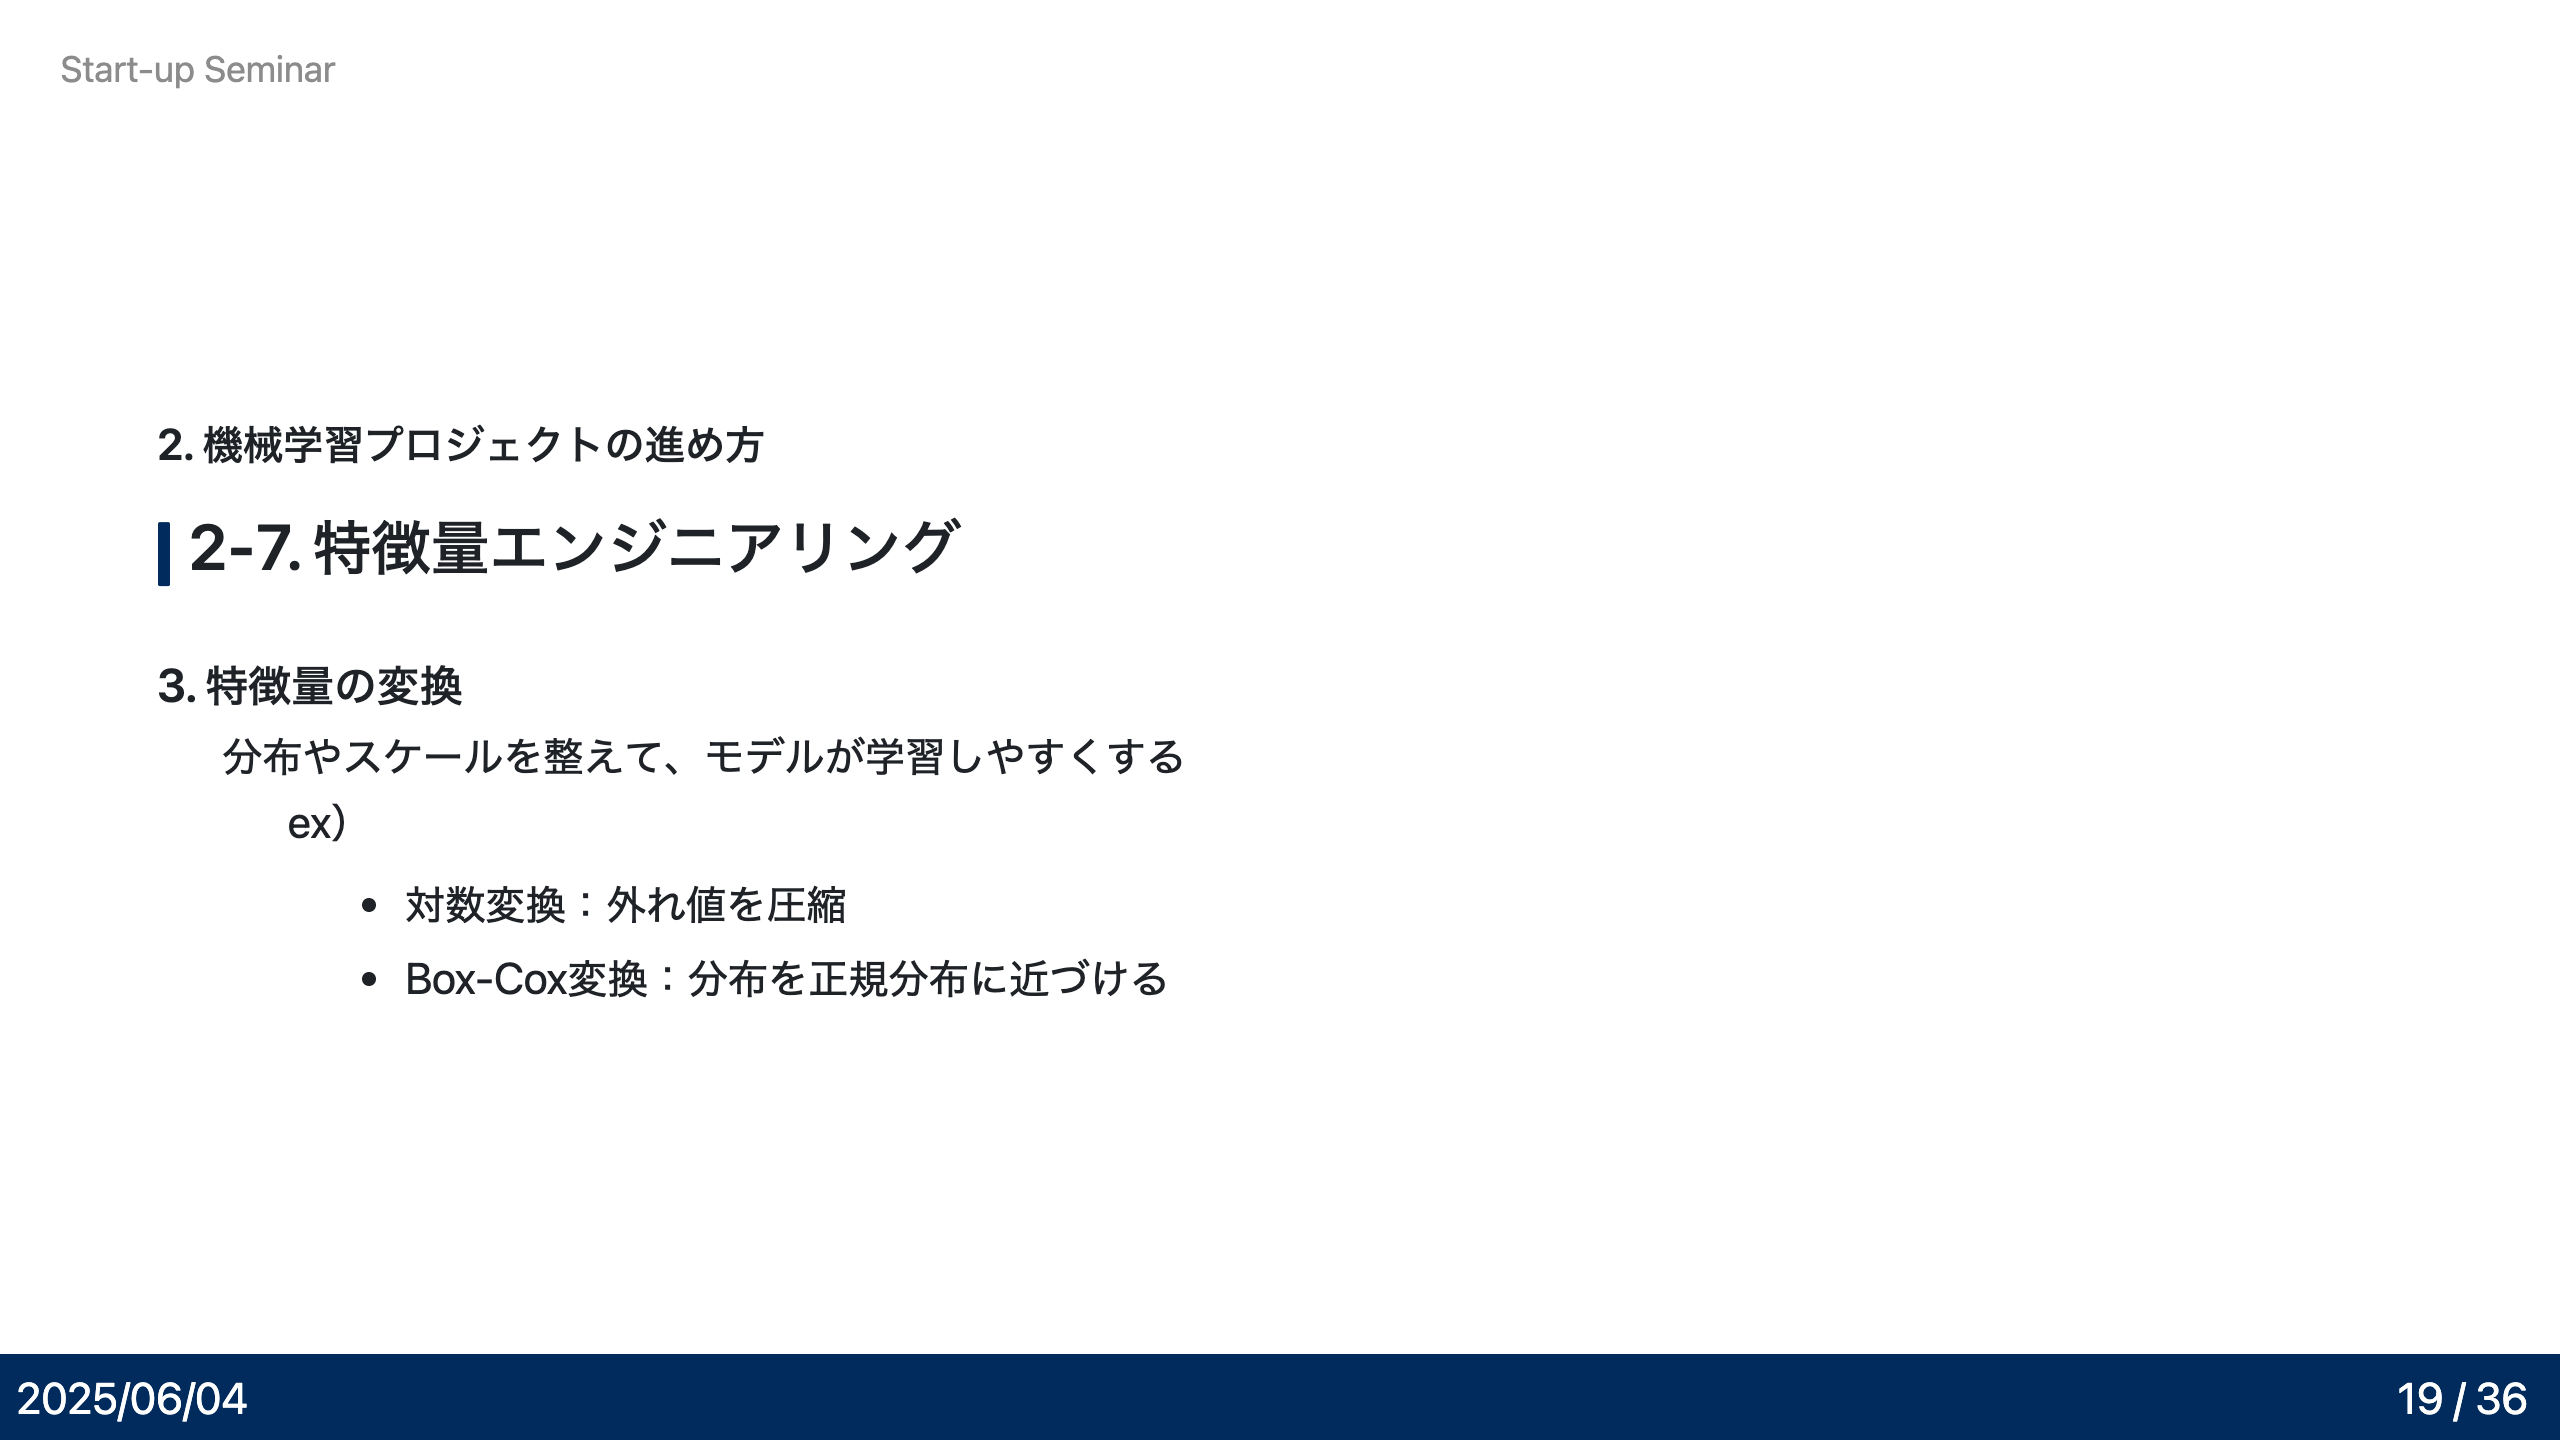 Start-up Seminar
2. 機械学習プロジェクトの進め方
2-7. 特徴量エンジニアリング
3. 特徴量の変換
分布やスケールを整えて、モデルが学習しやすくする
ex）
• 対数変換：外れ値を圧縮
• Box-Cox変換：分布を正規分布に近づける
2025/06/04
19 / 36